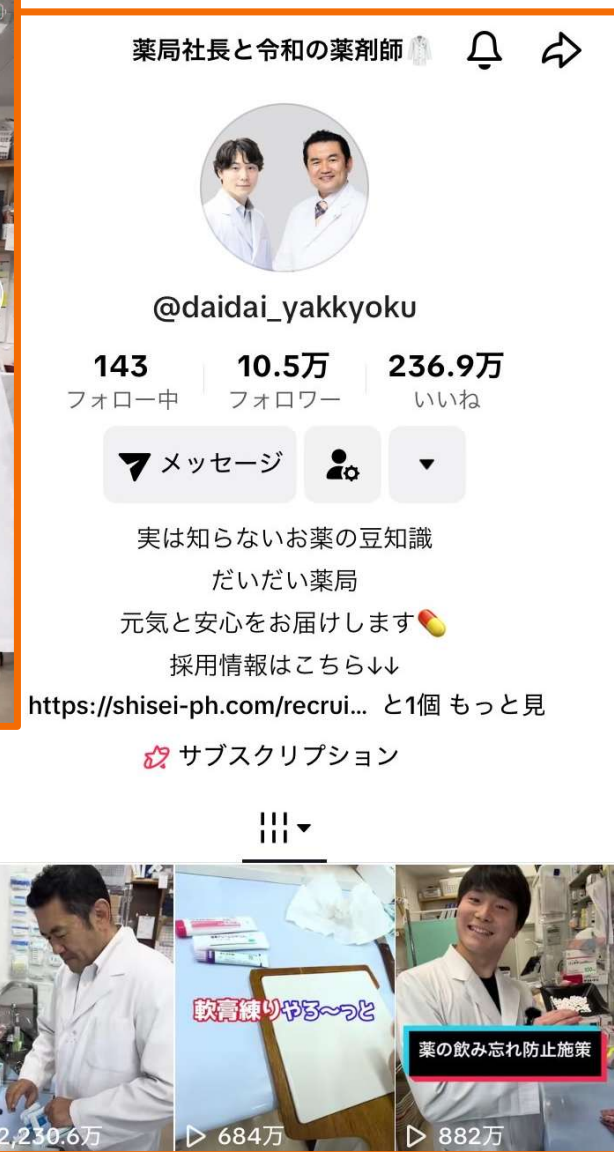 薬局社長と令和の薬剤師🥼
@daidai_yakkyoku
143 10.5万 236.9万
フォロー中 フォロワー いいね
メッセージ
実は知らないお薬の豆知識
だいだい薬局
元気と安心をお届けします💊
採用情報はこちら↓↓
https://shisei-ph.com/recrui... と1個 もっと見
サブスクリプション
軟膏練りやろ〜っと
薬の飲み忘れ防止施策
2,230.6万 684万 882万